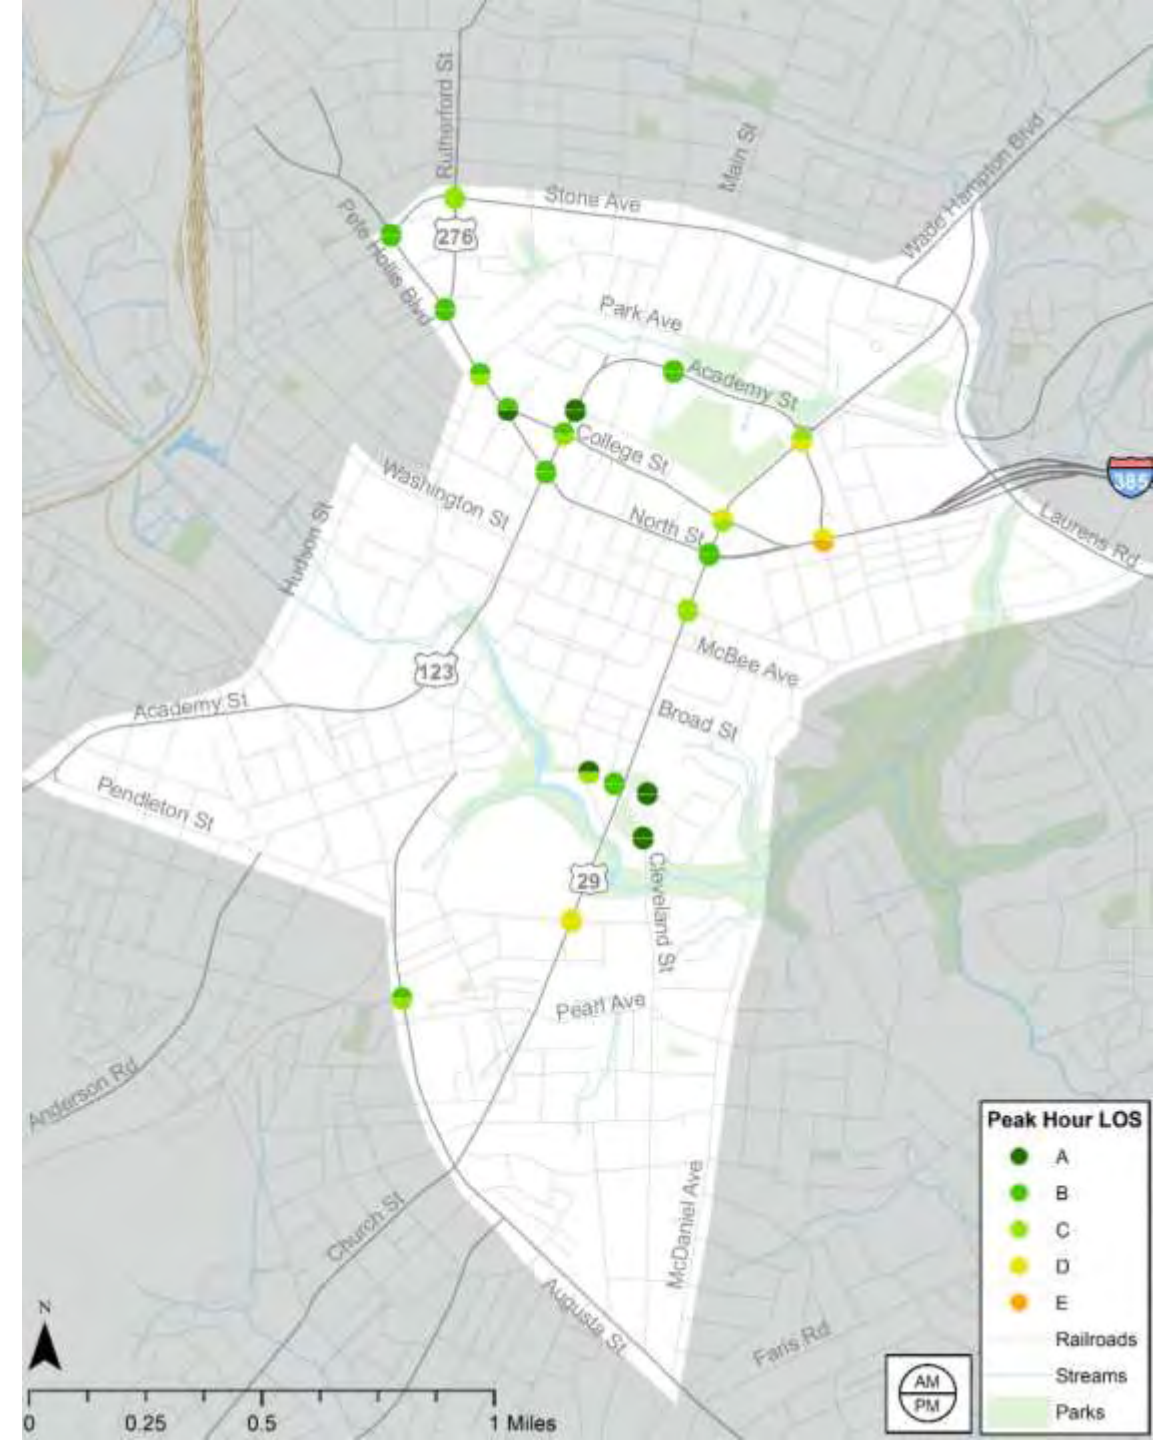 Rutherford St
Main St
Wade Hampton Blvd
Stone Ave
276
Pete Hollis Blvd
Park Ave
Academy St
College St
Washington St
North St
385
Laurens Rd
Hudson St
McBee Ave
123
Academy St
Broad St
Pendleton St
29
Cleveland St
Pearl Ave
Anderson Rd
Church St
McDaniel Ave
Augusta St
Faris Rd
Peak Hour LOS
A
B
C
D
E
Railroads
Streams
Parks
AM
PM
N
0 0.25 0.5 1 Miles